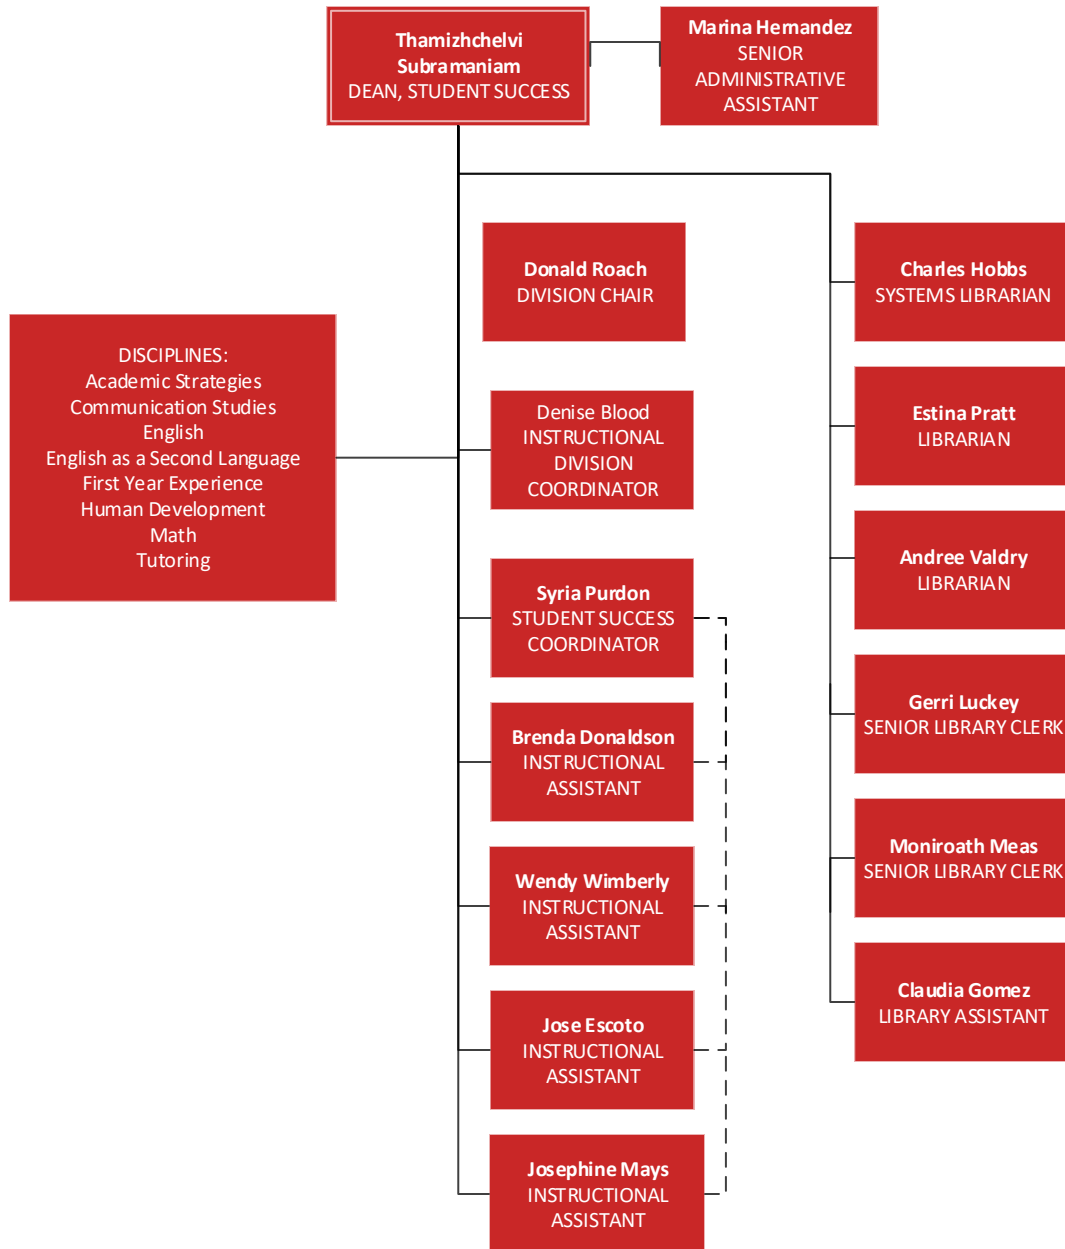 Thamizhchelvi
Subramaniam
DEAN, STUDENT SUCCESS
Marina Hernandez
SENIOR
ADMINISTRATIVE
ASSISTANT
DISCIPLINES:
Academic Strategies
Communication Studies
English
English as a Second Language
First Year Experience
Human Development
Math
Tutoring
Donald Roach
DIVISION CHAIR
Denise Blood
INSTRUCTIONAL
DIVISION
COORDINATOR
Syria Purdon
STUDENT SUCCESS
COORDINATOR
Brenda Donaldson
INSTRUCTIONAL
ASSISTANT
Wendy Wimberly
INSTRUCTIONAL
ASSISTANT
Jose Escoto
INSTRUCTIONAL
ASSISTANT
Josephine Mays
INSTRUCTIONAL
ASSISTANT
Charles Hobbs
SYSTEMS LIBRARIAN
Estina Pratt
LIBRARIAN
Andree Valdry
LIBRARIAN
Gerri Luckey
SENIOR LIBRARY CLERK
Moniroath Meas
SENIOR LIBRARY CLERK
Claudia Gomez
LIBRARY ASSISTANT